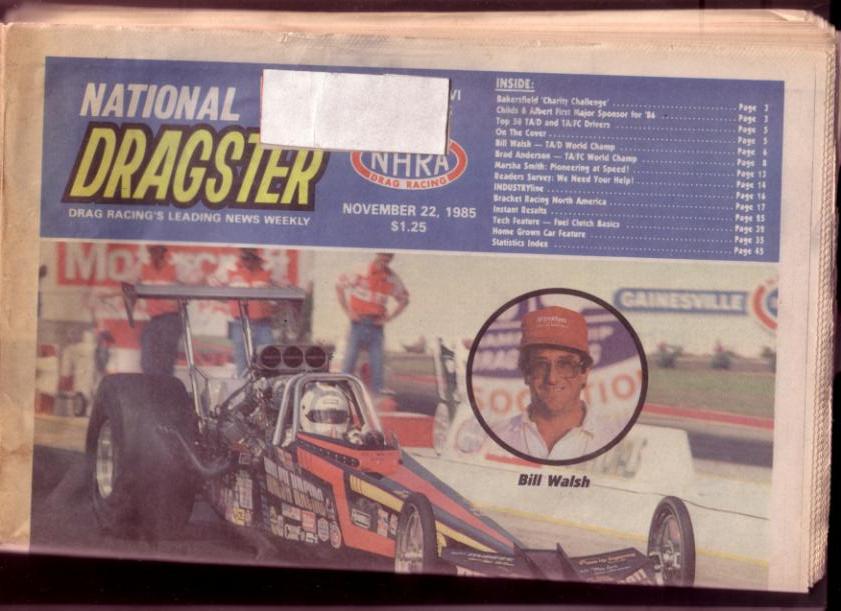 NATIONAL
DRAGSTER
DRAG RACING'S LEADING NEWS WEEKLY
VI
NHRA
DRAG RACING
NOVEMBER 22, 1985
$1.25
INSIDE:
Bakersfield 'Charity Challenge' Page 3
Childs & Albert First Major Sponsor for '86 Page 3
Top 50 TA/D and TA/FC Drivers Page 5
On The Cover Page 5
Bill Walsh — TA/D World Champ Page 6
Brad Anderson — TA/FC World Champ Page 8
Marsha Smith: Pioneering at Speed! Page 13
Readers Survey: We Need Your Help! Page 14
INDUSTRYline Page 16
Bracket Racing North America Page 17
Instant Results Page
Tech Feature — Fuel Clutch Basics Page
Home Grown Car Feature Page
Statistics Index Page
GAINESVILLE
Bill Walsh